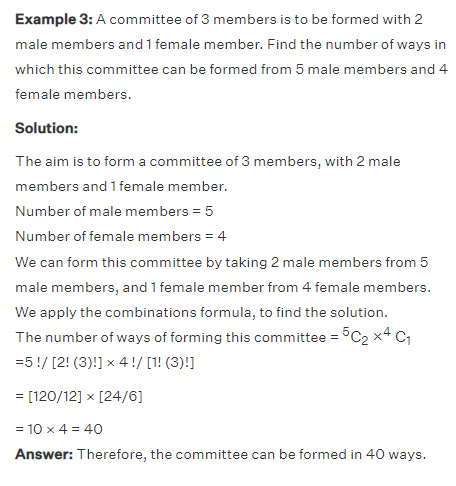 Example 3: A committee of 3 members is to be formed with 2
male members and 1 female member. Find the number of ways in
which this committee can be formed from 5 male members and 4
female members.
Solution:
The aim is to form a committee of 3 members, with 2 male
members and 1 female member.
Number of male members = 5
Number of female members = 4
We can form this committee by taking 2 male members from 5
male members, and 1 female member from 4 female members.
We apply the combinations formula, to find the solution.
The number of ways of forming this committee = ⁵C₂ ×⁴ C₁
=5!/ [2! (3)!] × 4!/ [1! (3)!]
= [120/12] × [24/6]
= 10 × 4 = 40
Answer: Therefore, the committee can be formed in 40 ways.